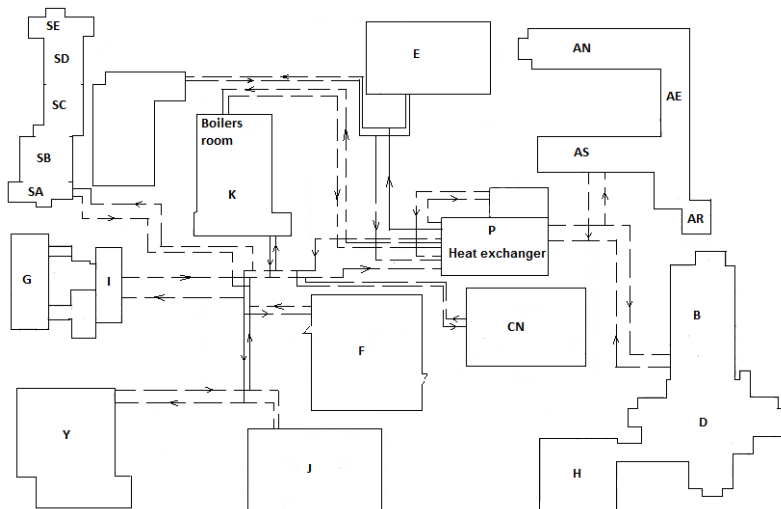 SE
AN
E
SD
AE
SC
Boilers
room
AS
SB
SA
K
AR
P
Heat exchanger
G
I
B
CN
F
D
Y
J
H